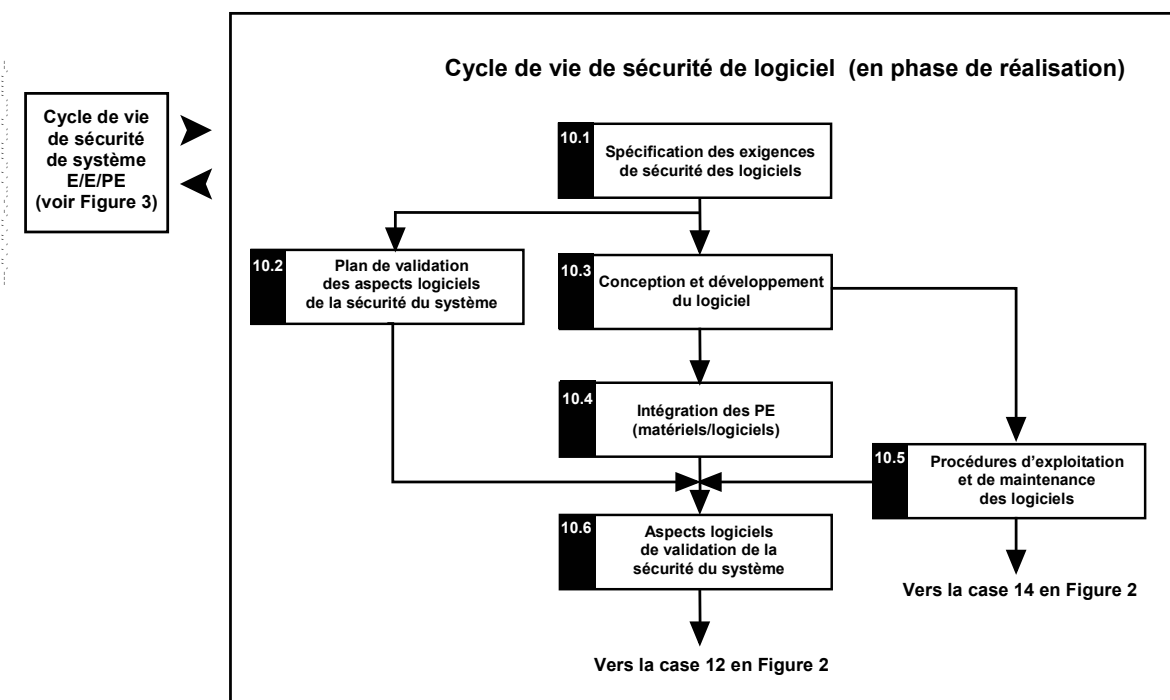 Cycle de vie de sécurité de logiciel (en phase de réalisation)
Cycle de vie
de sécurité
de système
E/E/PE
(voir Figure 3)
10.1
Spécification des exigences
de sécurité des logiciels
10.2
Plan de validation
des aspects logiciels
de la sécurité du système
10.3
Conception et développement
du logiciel
10.4
Intégration des PE
(matériels/logiciels)
10.5
Procédures d'exploitation
et de maintenance
des logiciels
10.6
Aspects logiciels
de validation de la
sécurité du système
Vers la case 14 en Figure 2
Vers la case 12 en Figure 2